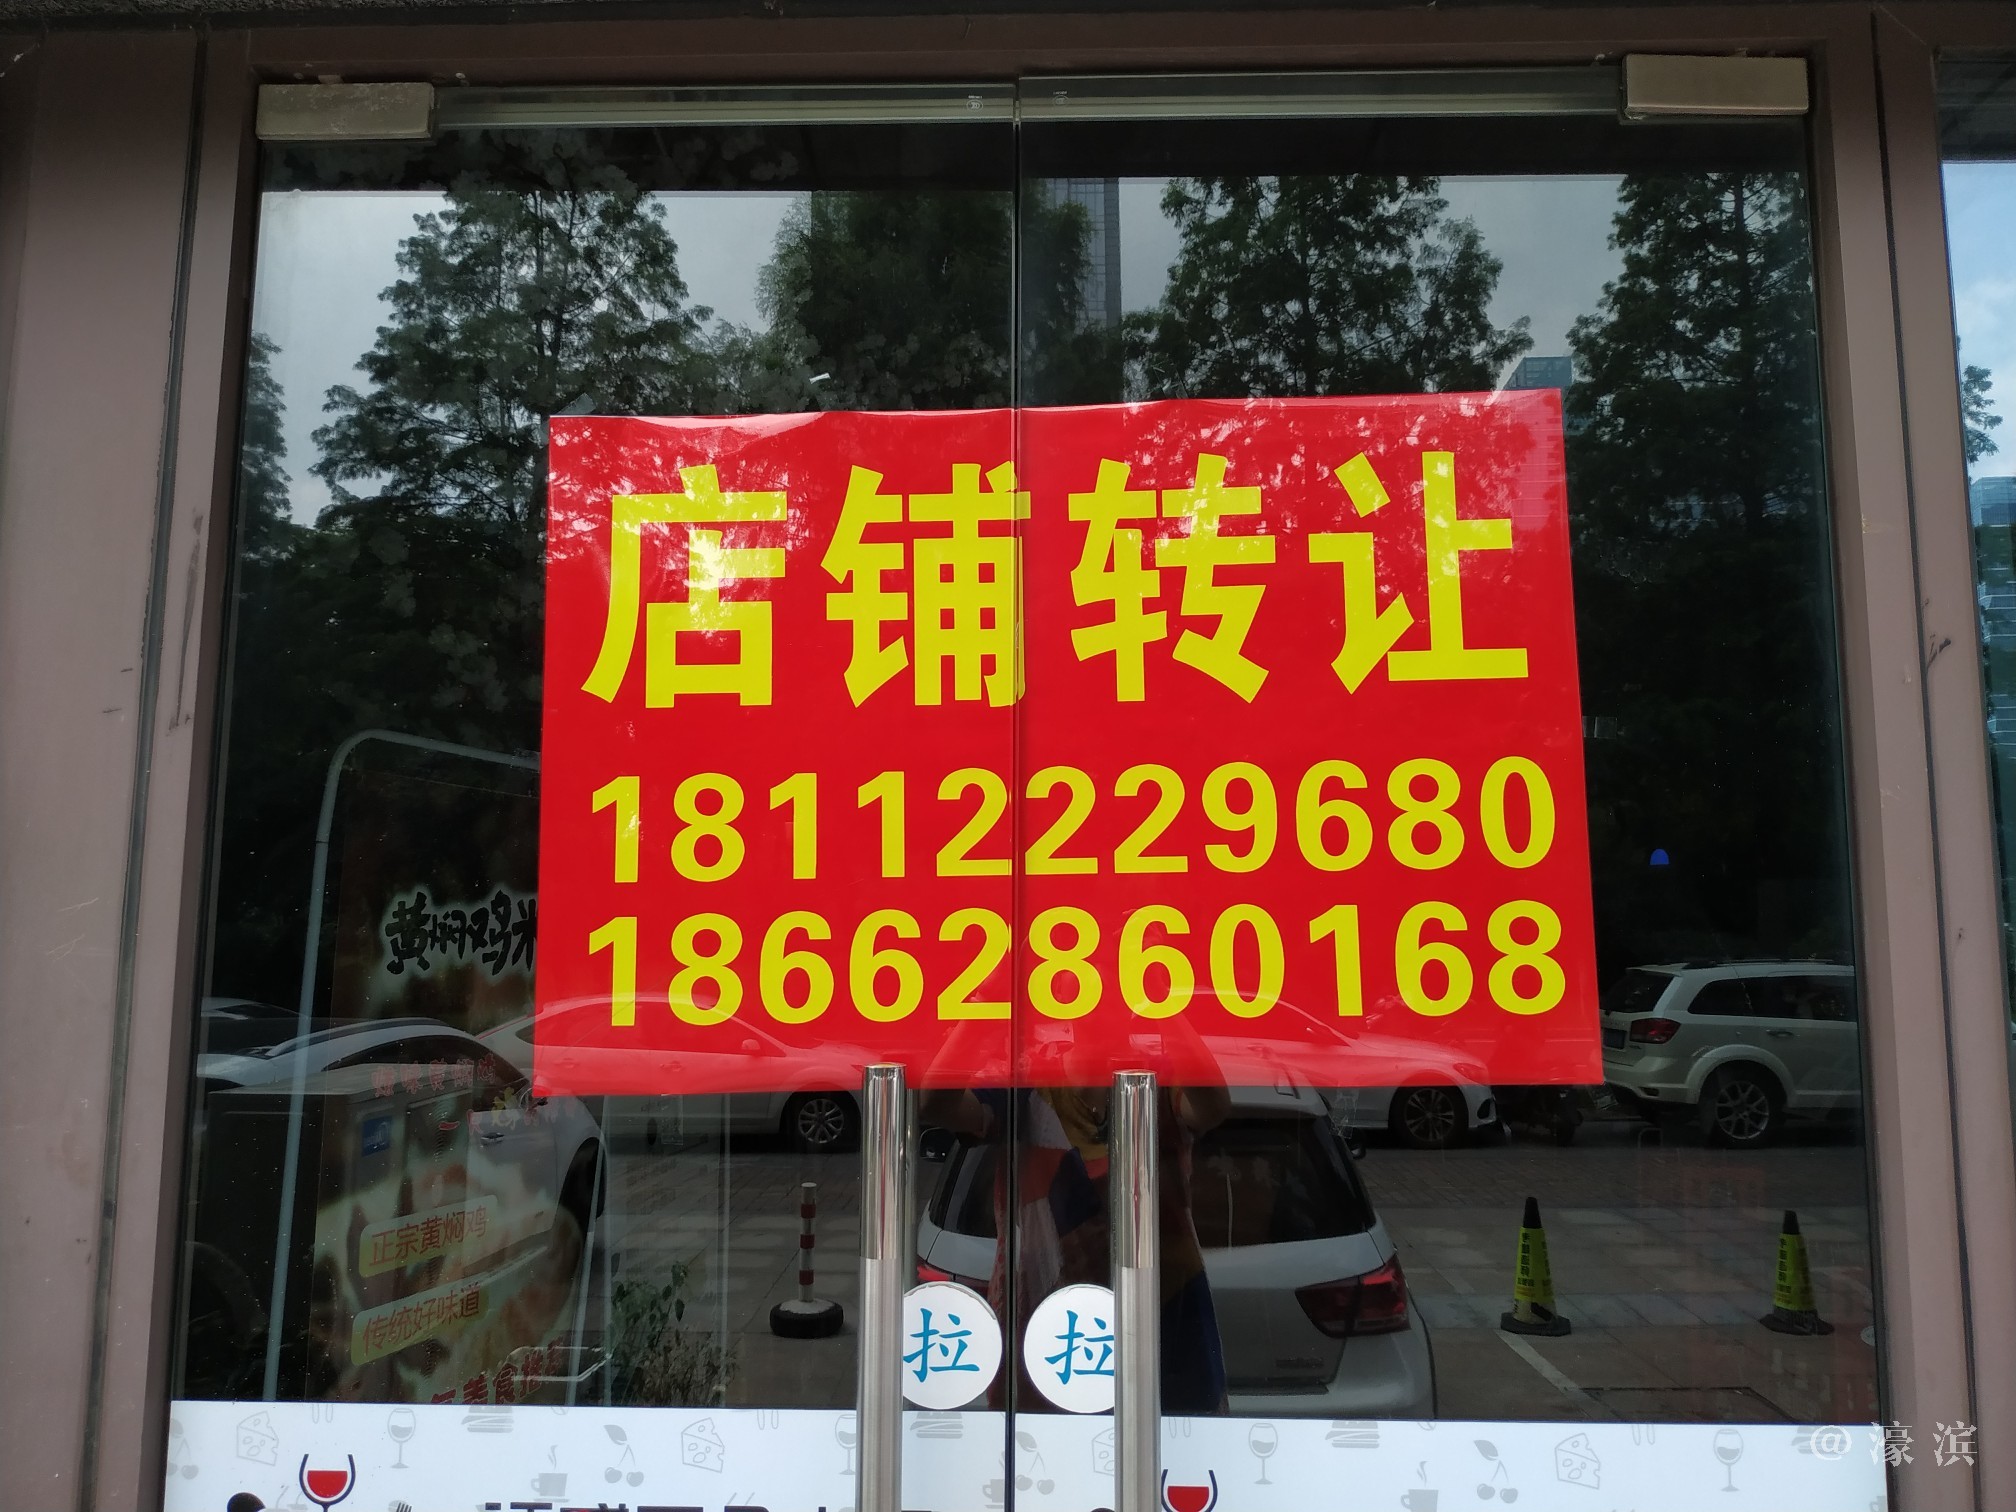 店铺转让
18112229680
18662860168
黄焖鸡米
正宗黄焖鸡
传统好味道
拉
拉
@濠滨